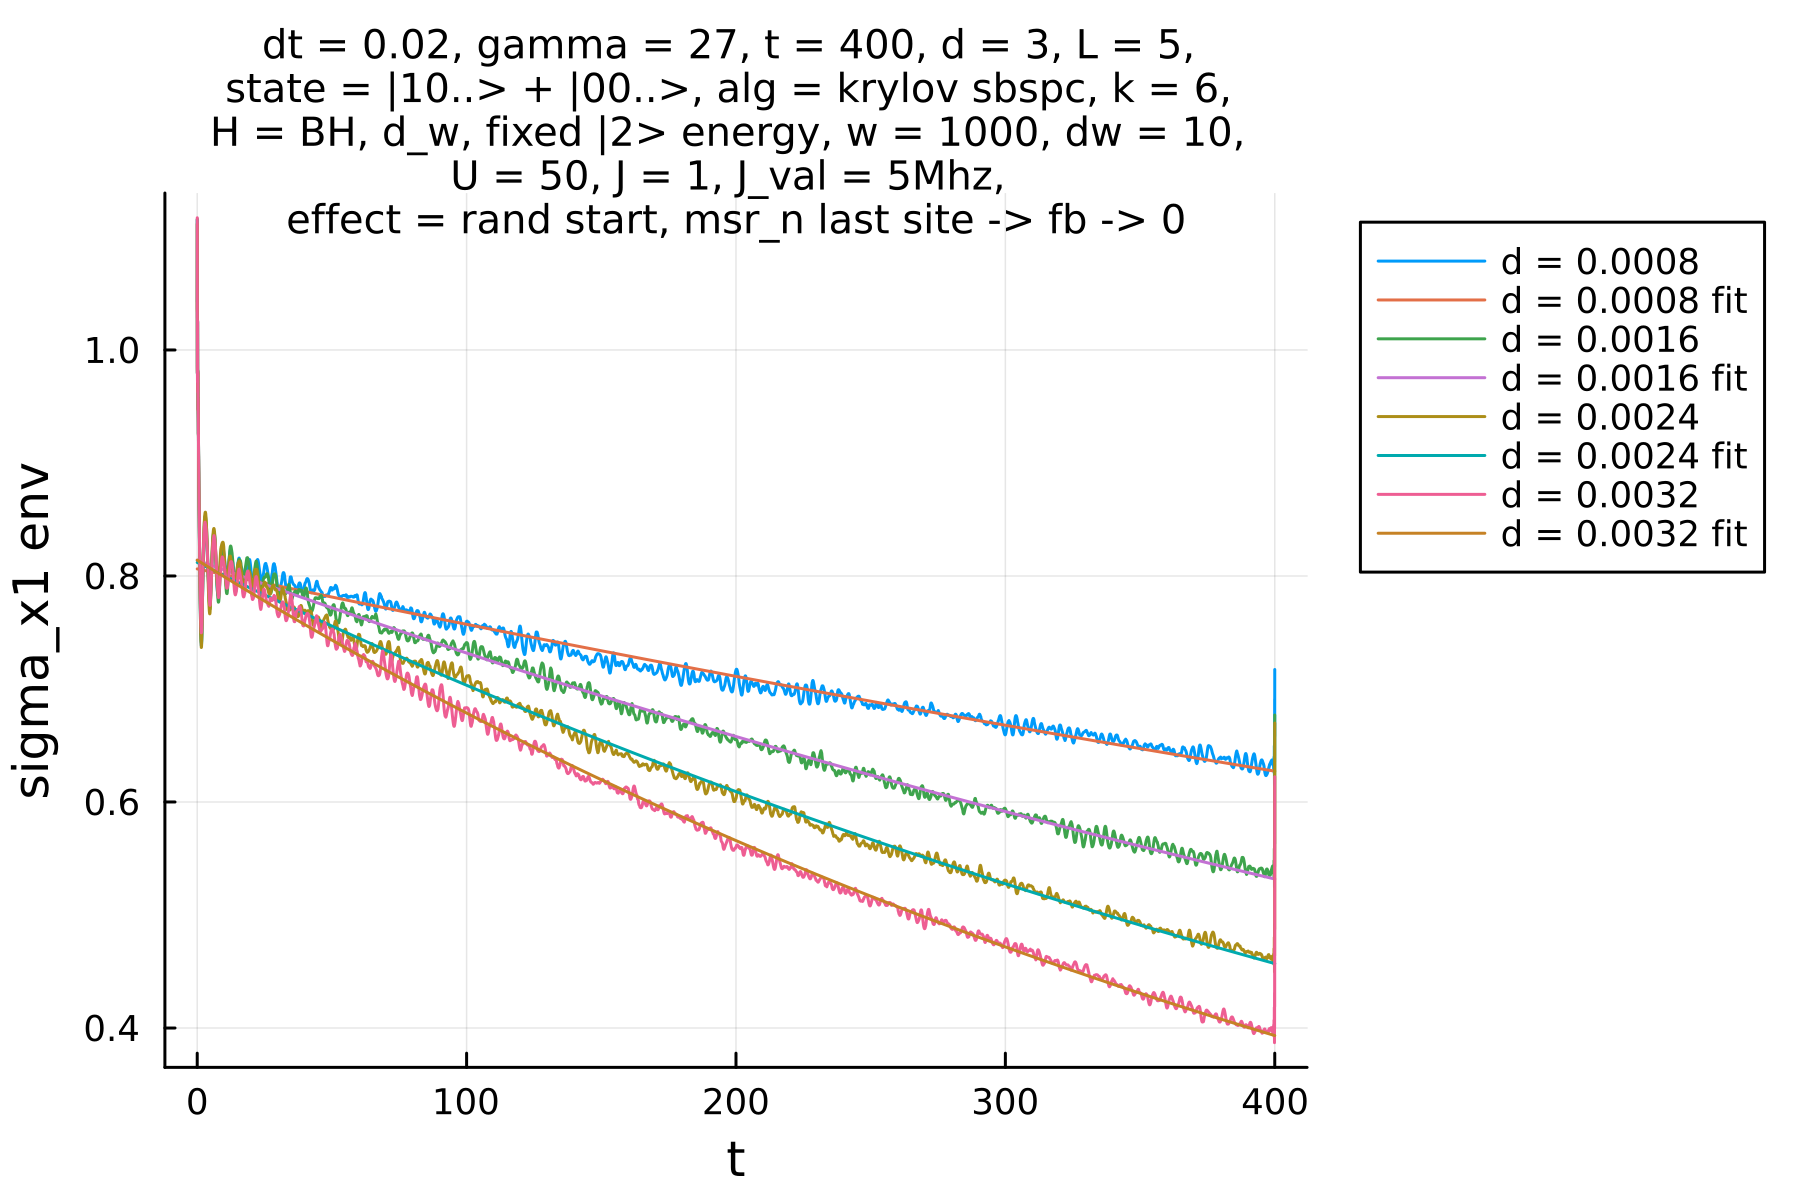 dt = 0.02, gamma = 27, t = 400, d = 3, L = 5,
state = |10..> + |00..>, alg = krylov sbspc, k = 6,
H = BH, d_w, fixed |2> energy, w = 1000, dw = 10,
U = 50, J = 1, J_val = 5Mhz,
effect = rand start, msr_n last site -> fb -> 0
sigma_x1 env
1.0
0.8
0.6
0.4
0
100
200
300
400
t
d = 0.0008
d = 0.0008 fit
d = 0.0016
d = 0.0016 fit
d = 0.0024
d = 0.0024 fit
d = 0.0032
d = 0.0032 fit